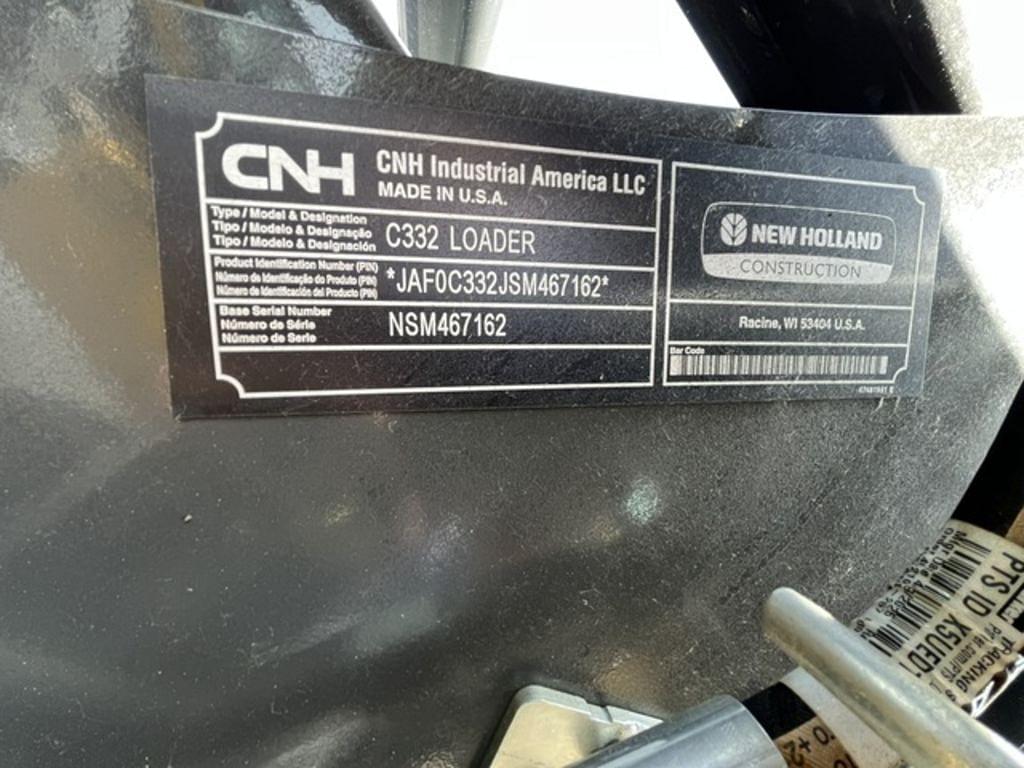 CNH
CNH Industrial America LLC
MADE IN U.S.A.
Type / Model & Designation
Tipo / Modelo & Designação
Tipo / Modelo & Designación
C332 LOADER
Product Identification Number (PIN)
Número de Identificação do Produto (PIN)
Número de Identificación del Producto (PIN)
*JAF0C332JSM467162*
Base Serial Number
Número de Série
Número de Serie
NSM467162
NEW HOLLAND
CONSTRUCTION
Racine, WI 53404 U.S.A.
Bar Code
PTS ID